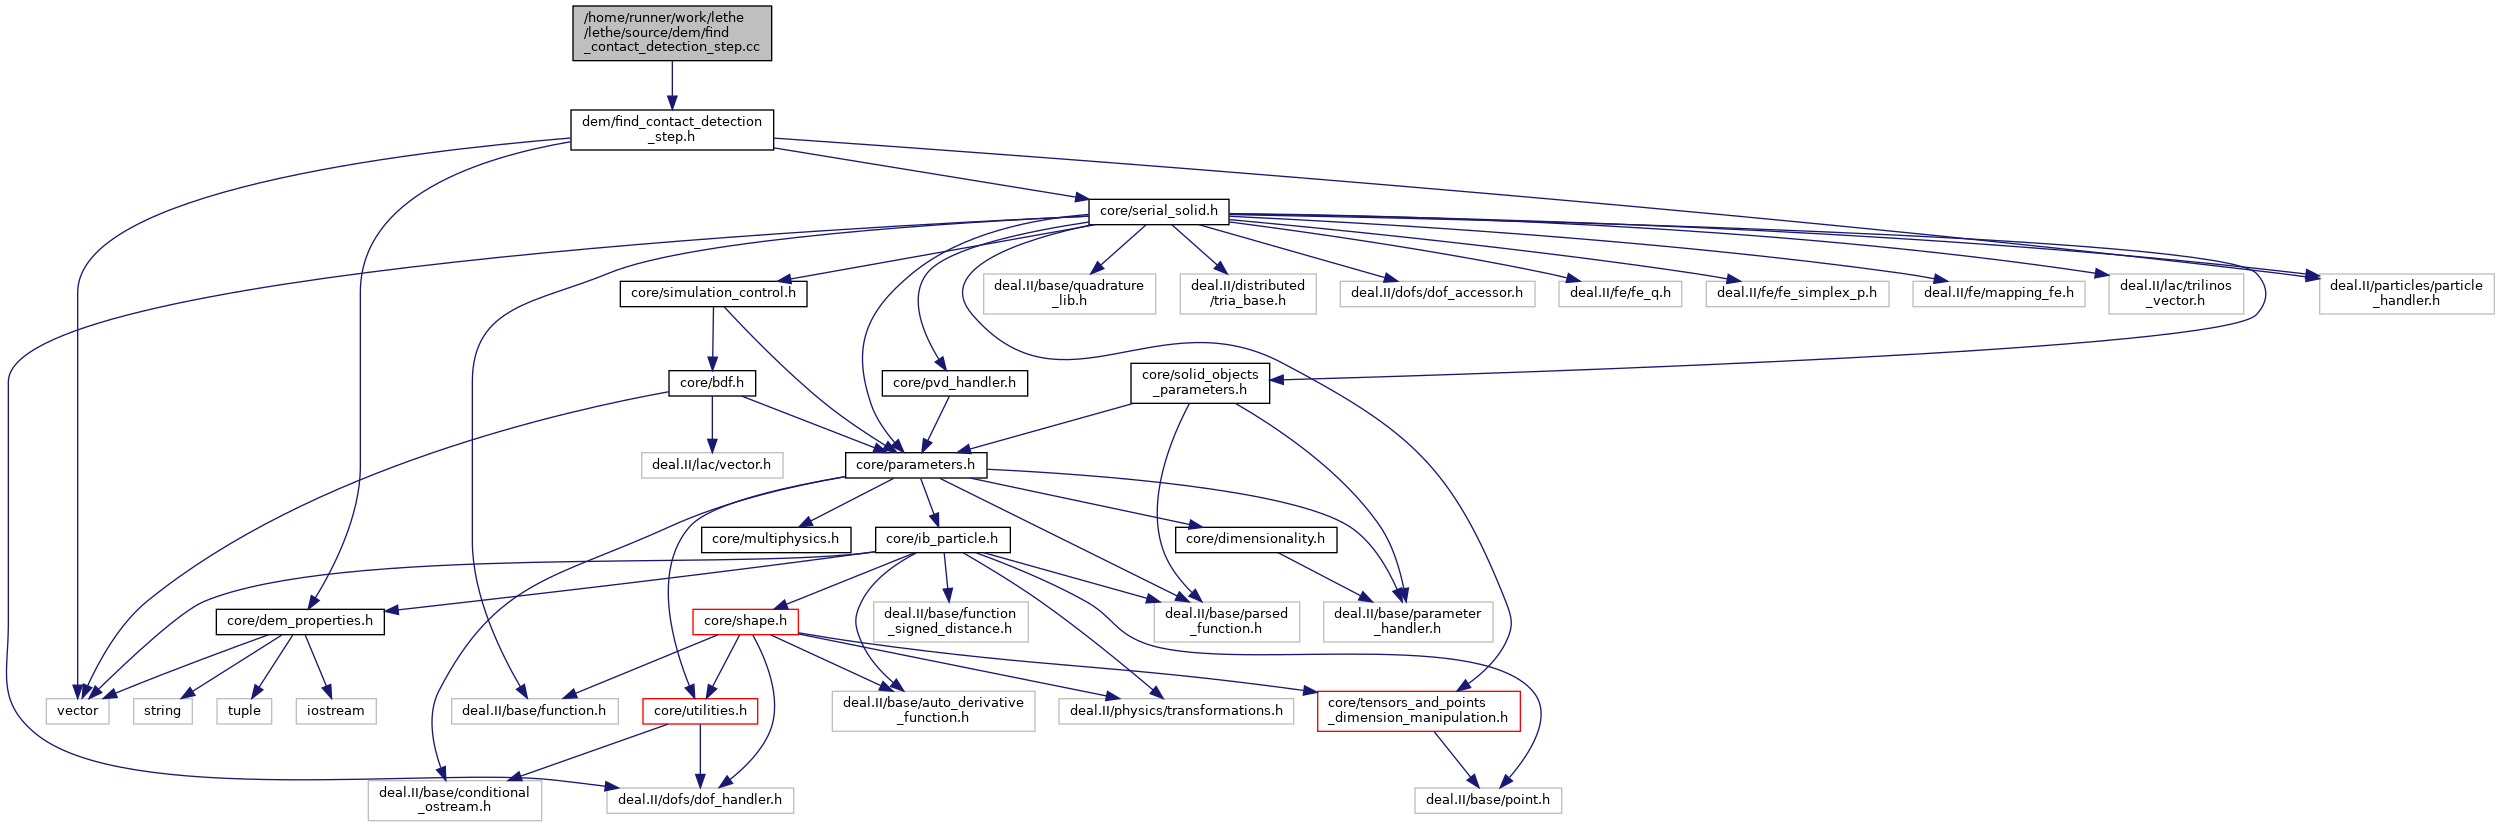 /home/runner/work/lethe
/lethe/source/dem/find
_contact_detection_step.cc
dem/find_contact_detection
_step.h
core/serial_solid.h
core/simulation_control.h
deal.II/base/quadrature
_lib.h
deal.II/distributed
/tria_base.h
deal.II/dofs/dof_accessor.h
deal.II/fe/fe_q.h
deal.II/fe/fe_simplex_p.h
deal.II/fe/mapping_fe.h
deal.II/lac/trilinos
_vector.h
deal.II/particles/particle
_handler.h
core/bdf.h
core/pvd_handler.h
core/solid_objects
_parameters.h
deal.II/lac/vector.h
core/parameters.h
core/multiphysics.h
core/ib_particle.h
core/dimensionality.h
core/dem_properties.h
core/shape.h
deal.II/base/function
_signed_distance.h
deal.II/base/parsed
_function.h
deal.II/base/parameter
_handler.h
vector
string
tuple
iostream
deal.II/base/function.h
core/utilities.h
deal.II/base/auto_derivative
_function.h
deal.II/physics/transformations.h
core/tensors_and_points
_dimension_manipulation.h
deal.II/base/conditional
_ostream.h
deal.II/dofs/dof_handler.h
deal.II/base/point.h